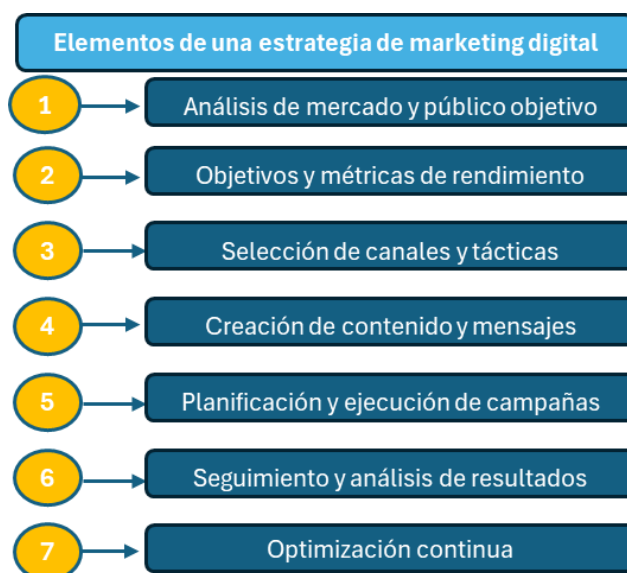 Elementos de una estrategia de marketing digital
1 Análisis de mercado y público objetivo
2 Objetivos y métricas de rendimiento
3 Selección de canales y tácticas
4 Creación de contenido y mensajes
5 Planificación y ejecución de campañas
6 Seguimiento y análisis de resultados
7 Optimización continua